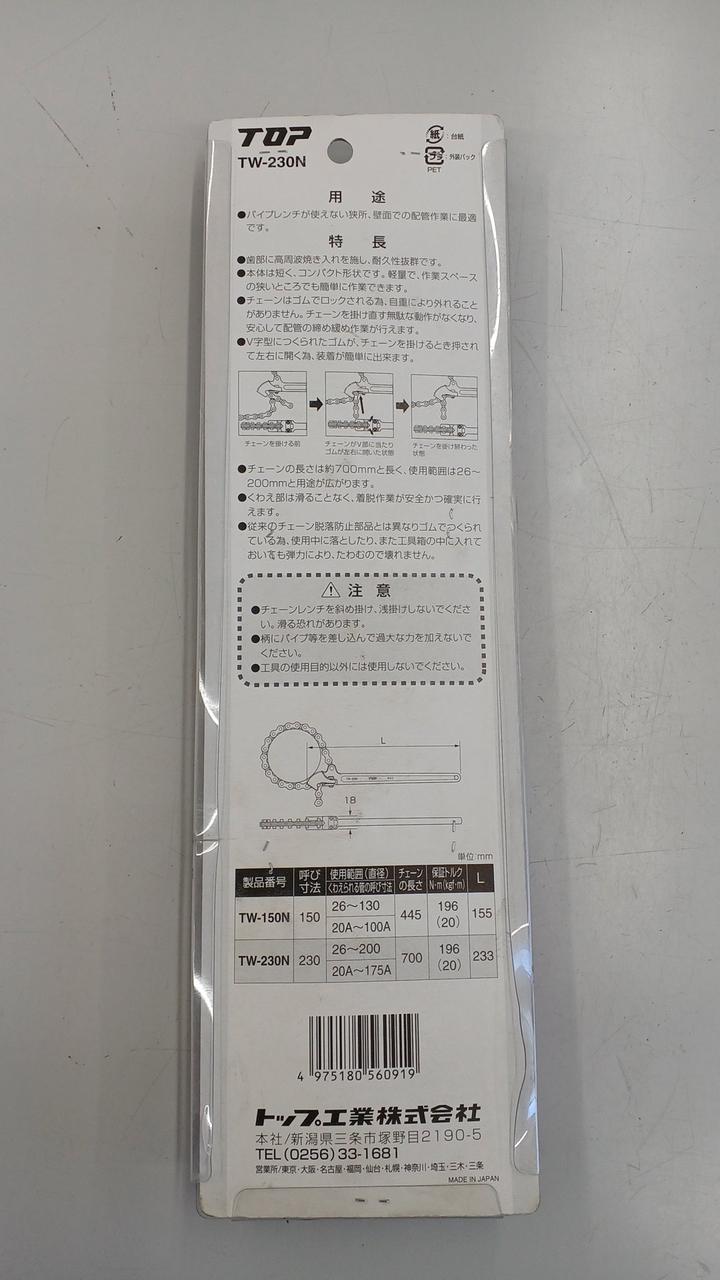 TOP
TW-230N
紙 : 台紙
プラ : 外装パック
PET
用途
●パイプレンチが使えない狭所、壁面での配管作業に最適
です。
特長
●歯部に高周波焼き入れを施し、耐久性抜群です。
●本体は短く、コンパクト形状です。軽量で、作業スペース
の狭いところでも簡単に作業できます。
●チェーンはゴムでロックされる為、自重により外れること
がありません。チェーンを掛け直す無駄な動作がなくなり、
安心して配管の締め緩め作業が行えます。
●V字型につくられたゴムが、チェーンを掛けるとき押され
て左右に開く為、装着が簡単に出来ます。
チェーンを掛ける前
チェーンがV部に当たり
ゴムが左右に開いた状態
チェーンを掛け終わった
状態
●チェーンの長さは約700mmと長く、使用範囲は26〜
200mmと用途が広がります。
●くわえ部は滑ることなく、着脱作業が安全かつ確実に行
えます。
●従来のチェーン脱落防止部品とは異なりゴムでつくられ
ている為、使用中に落としたり、また工具箱の中に入れて
おいても弾力により、たわむので壊れません。
⚠ 注意
●チェーンレンチを斜め掛け、浅掛けしないでくださ
い。滑る恐れがあります。
●柄にパイプ等を差し込んで過大な力を加えないで
ください。
●工具の使用目的以外には使用しないでください。
L
18
単位:mm
製品番号 呼び寸法 使用範囲(直径) くわえられる管の呼び寸法 チェーンの長さ 保証トルク N・m(kgf・m) L
TW-150N 150 26〜130 20A〜100A 445 196 (20) 155
TW-230N 230 26〜200 20A〜175A 700 196 (20) 233
4 975180 560919
トップ工業株式会社
本社/新潟県三条市塚野目2190-5
TEL(0256)33-1681
営業所/東京・大阪・名古屋・福岡・仙台・札幌・神奈川・埼玉・三木・三条
MADE IN JAPAN